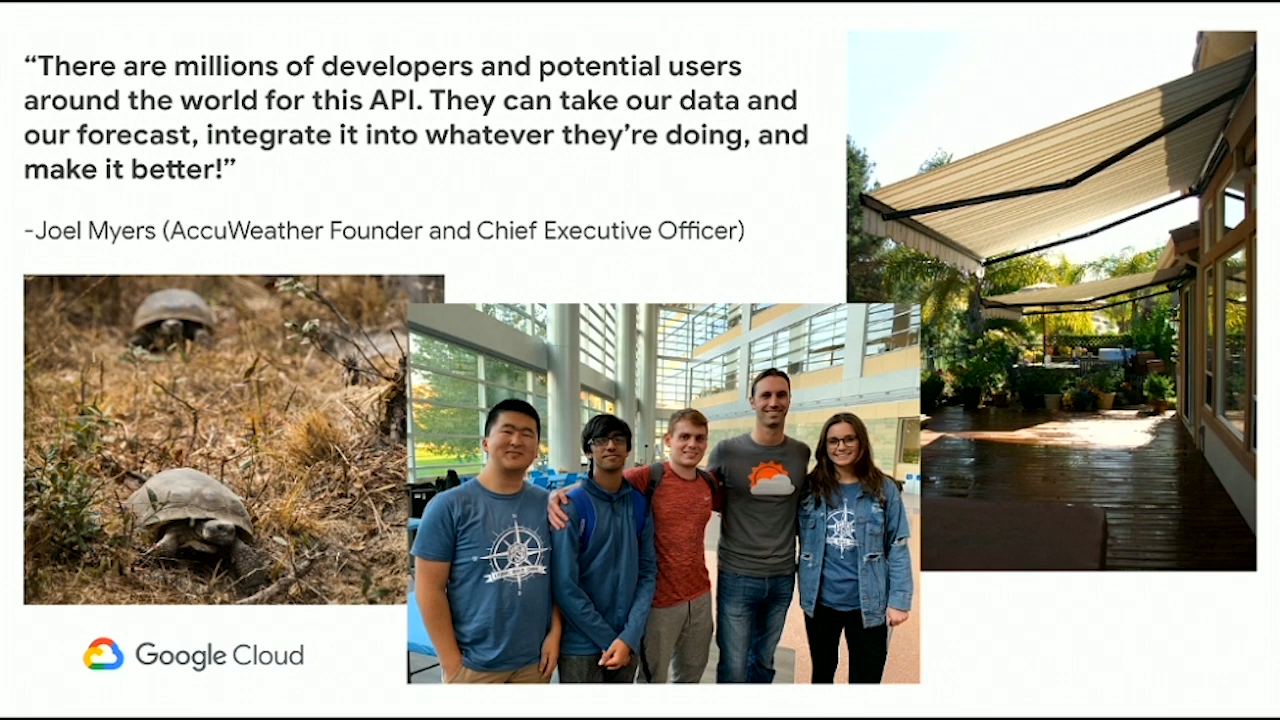 “There are millions of developers and potential users
around the world for this API. They can take our data and
our forecast, integrate it into whatever they’re doing, and
make it better!”
-Joel Myers (AccuWeather Founder and Chief Executive Officer)
Google Cloud